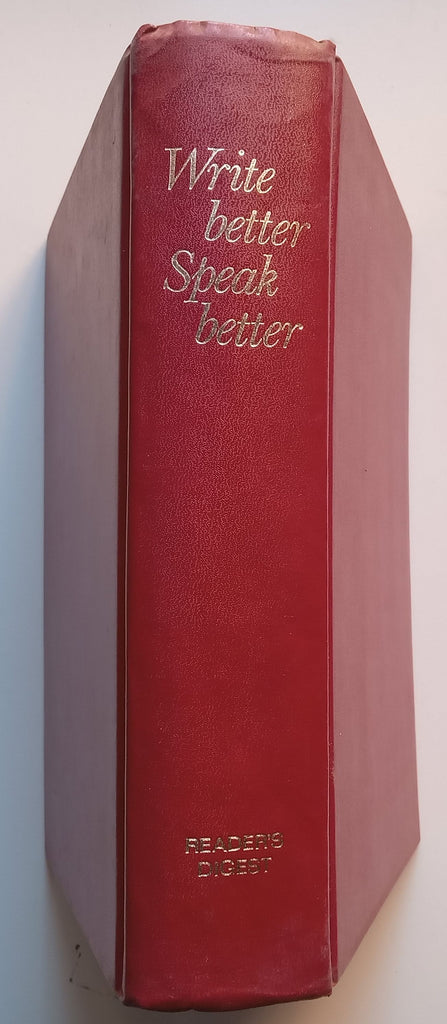 Write
better
Speak
better
READER'S
DIGEST